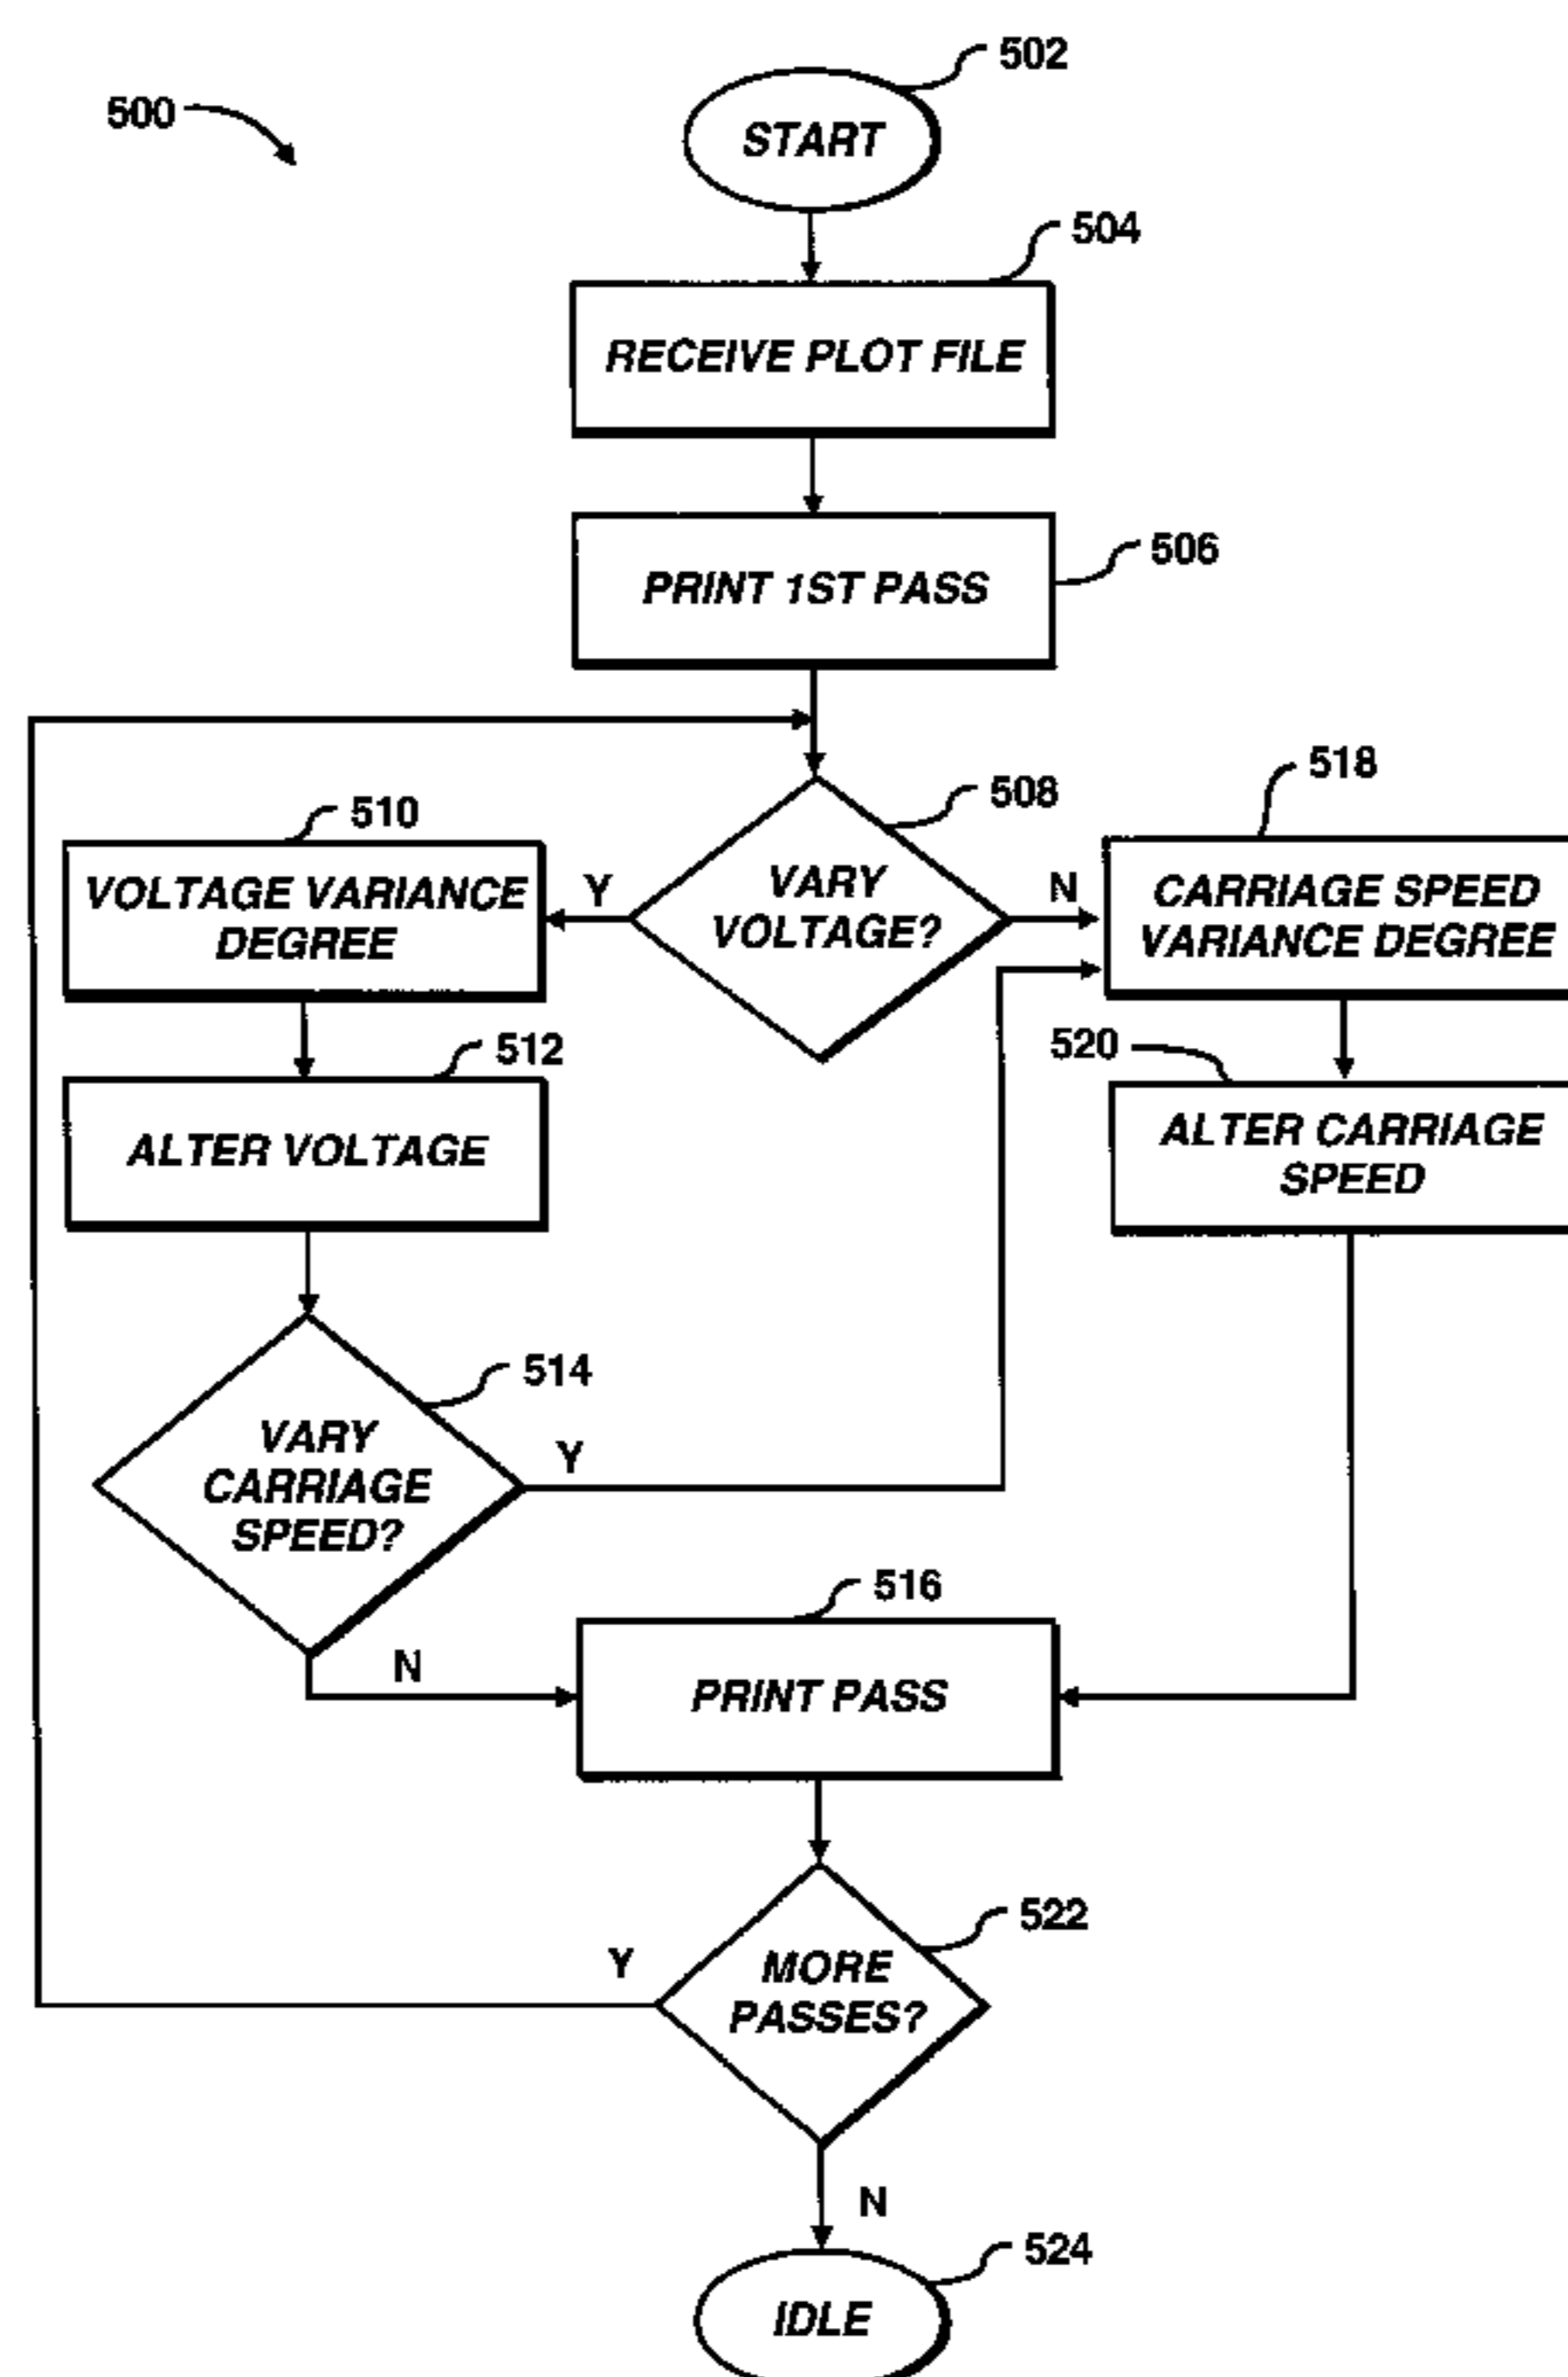 500
502
START
504
RECEIVE PLOT FILE
506
PRINT 1ST PASS
508
VARY
VOLTAGE?
Y
N
510
VOLTAGE VARIANCE
DEGREE
512
ALTER VOLTAGE
514
VARY
CARRIAGE
SPEED?
Y
N
518
CARRIAGE SPEED
VARIANCE DEGREE
520
ALTER CARRIAGE
SPEED
516
PRINT PASS
522
MORE
PASSES?
Y
N
524
IDLE